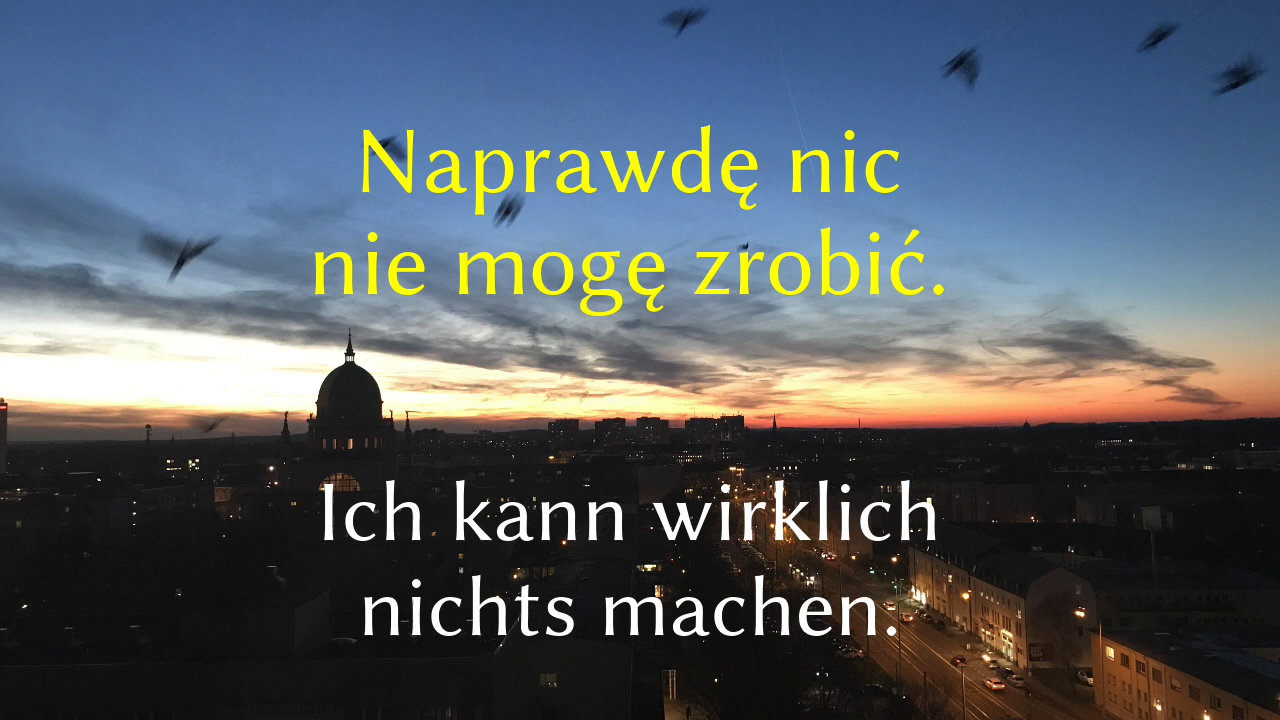 Naprawdę nic
nie mogę zrobić.
Ich kann wirklich
nichts machen.